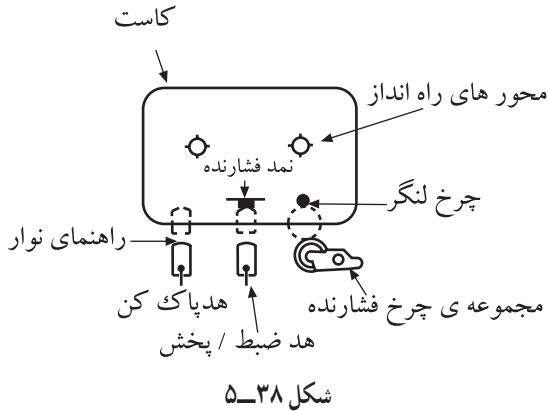 کاست
محور های راه انداز
نمد فشارنده
چرخ لنگر
راهنمای نوار
هدپاک کن
مجموعه ی چرخ فشارنده
هد ضبط / پخش
شکل ۳۸ــ۵